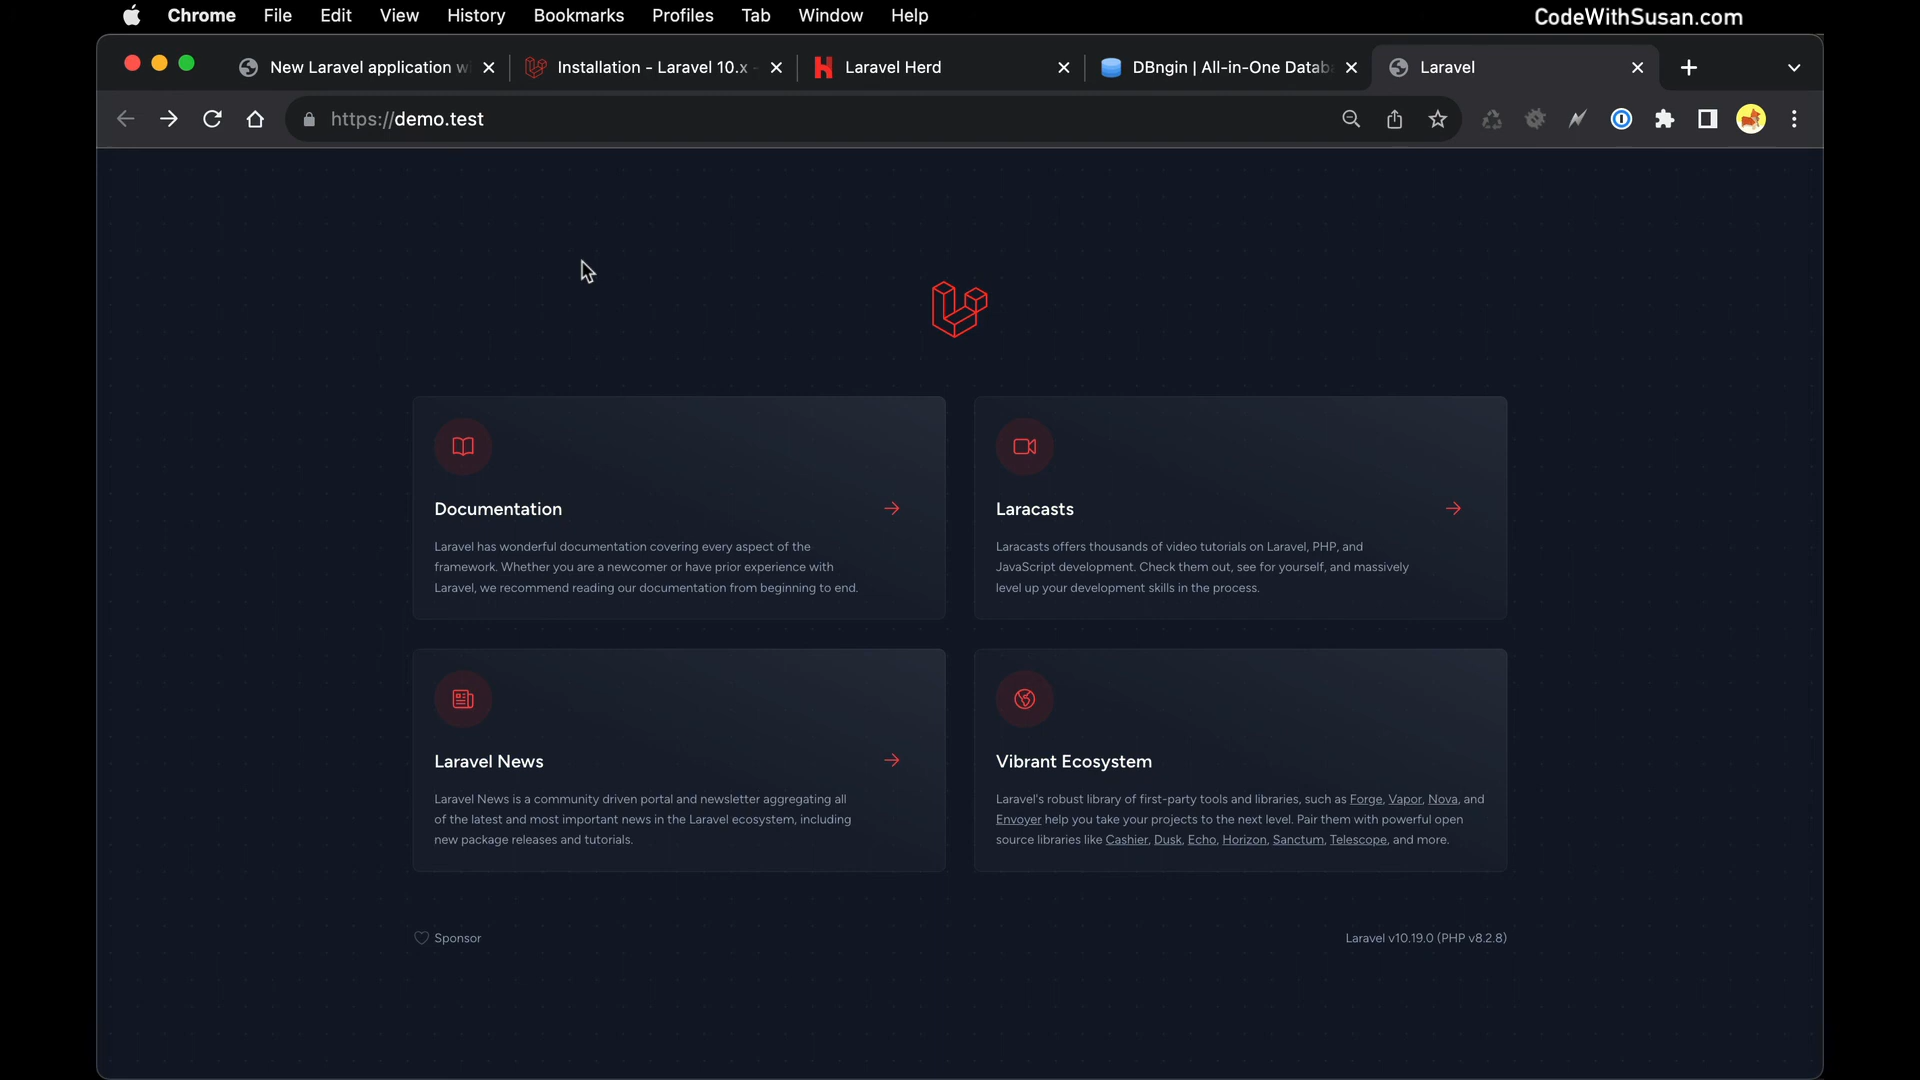 Chrome File Edit View History Bookmarks Profiles Tab Window Help
CodeWithSusan.com
New Laravel application w
Installation - Laravel 10.x -
Laravel Herd
DBngin | All-in-One Databa
Laravel
https://demo.test
Documentation
Laravel has wonderful documentation covering every aspect of the
framework. Whether you are a newcomer or have prior experience with
Laravel, we recommend reading our documentation from beginning to end.
Laracasts
Laracasts offers thousands of video tutorials on Laravel, PHP, and
JavaScript development. Check them out, see for yourself, and massively
level up your development skills in the process.
Laravel News
Laravel News is a community driven portal and newsletter aggregating all
of the latest and most important news in the Laravel ecosystem, including
new package releases and tutorials.
Vibrant Ecosystem
Laravel's robust library of first-party tools and libraries, such as Forge, Vapor, Nova, and
Envoyer help you take your projects to the next level. Pair them with powerful open
source libraries like Cashier, Dusk, Echo, Horizon, Sanctum, Telescope, and more.
Sponsor
Laravel v10.19.0 (PHP v8.2.8)